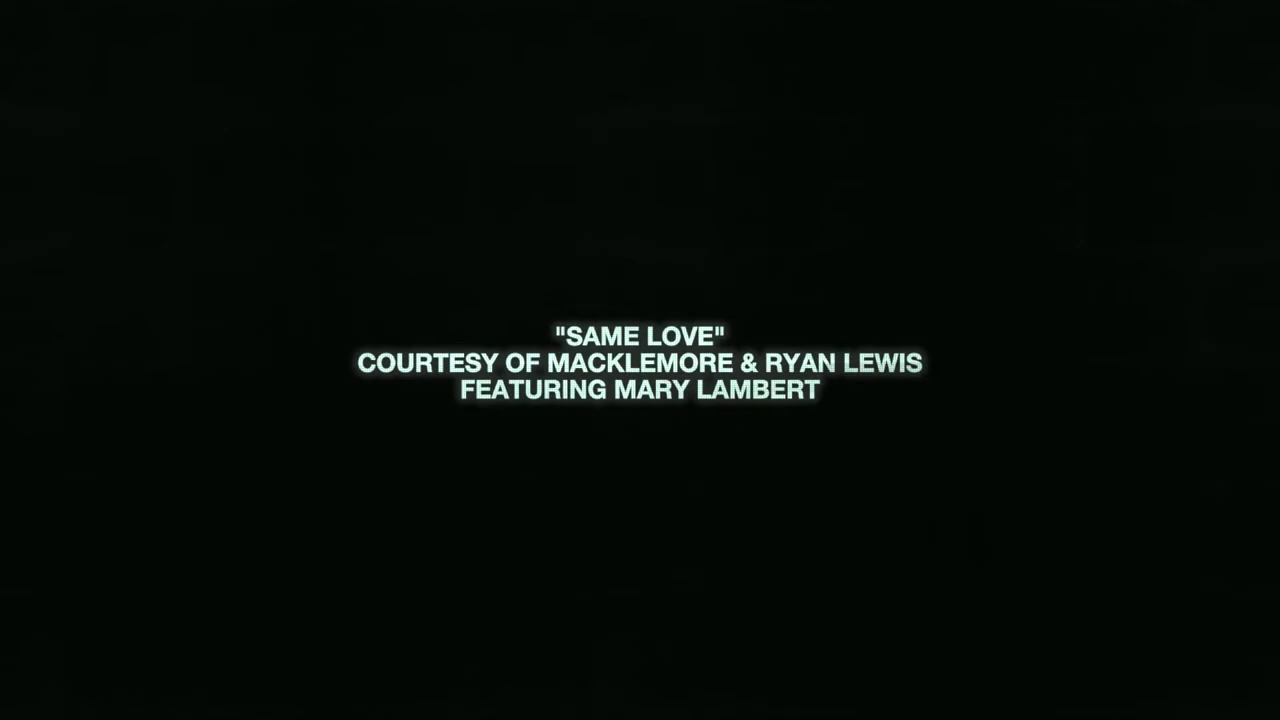 "SAME LOVE"
COURTESY OF MACKLEMORE & RYAN LEWIS
FEATURING MARY LAMBERT